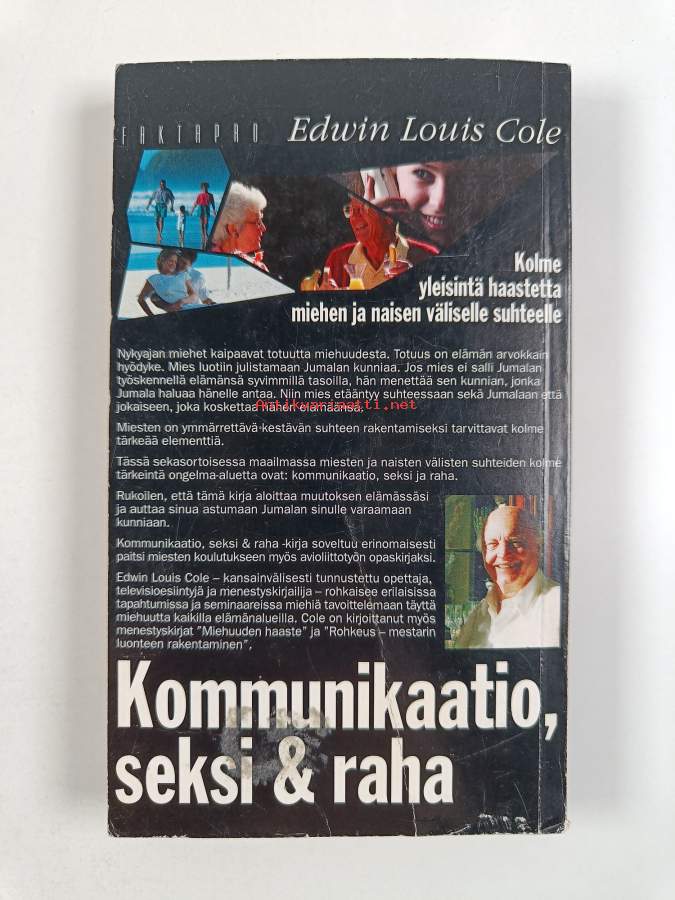 FAKTAPAD Edwin Louis Cole
Kolme
yleisintä haastetta
miehen ja naisen väliselle suhteelle
Nykyajan miehet kaipaavat totuutta miehuudesta. Totuus on elämän arvokkain
hyödyke. Mies luotiin julistamaan Jumalan kunniaa. Jos mies ei salli Jumalan
työskennellä elämänsä syvimmillä tasoilla, hän menettää sen kunnian, jonka
Jumala haluaa hänelle antaa. Niin mies etääntyy suhteessaan sekä Jumalaan että
jokaiseen, joka koskettaa hänen elämäänsä.
Antikvariaatti.net
Miesten on ymmärrettävä kestävän suhteen rakentamiseksi tarvittavat kolme
tärkeää elementtiä.
Tässä sekasortoisessa maailmassa miesten ja naisten välisten suhteiden kolme
tärkeintä ongelma-aluetta ovat: kommunikaatio, seksi ja raha.
Rukoilen, että tämä kirja aloittaa muutoksen elämässäsi
ja auttaa sinua astumaan Jumalan sinulle varaamaan
kunniaan.
Kommunikaatio, seksi & raha -kirja soveltuu erinomaisesti
paitsi miesten koulutukseen myös avioliittotyön opaskirjaksi.
Edwin Louis Cole – kansainvälisesti tunnustettu opettaja,
televisioesiintyjä ja menestyskirjailija – rohkaisee erilaisissa
tapahtumissa ja seminaareissa miehiä tavoittelemaan täyttä
miehuutta kaikilla elämänalueilla. Cole on kirjoittanut myös
menestyskirjat "Miehuuden haaste" ja "Rohkeus – mestarin
luonteen rakentaminen",
Kommunikaatio,
seksi & raha